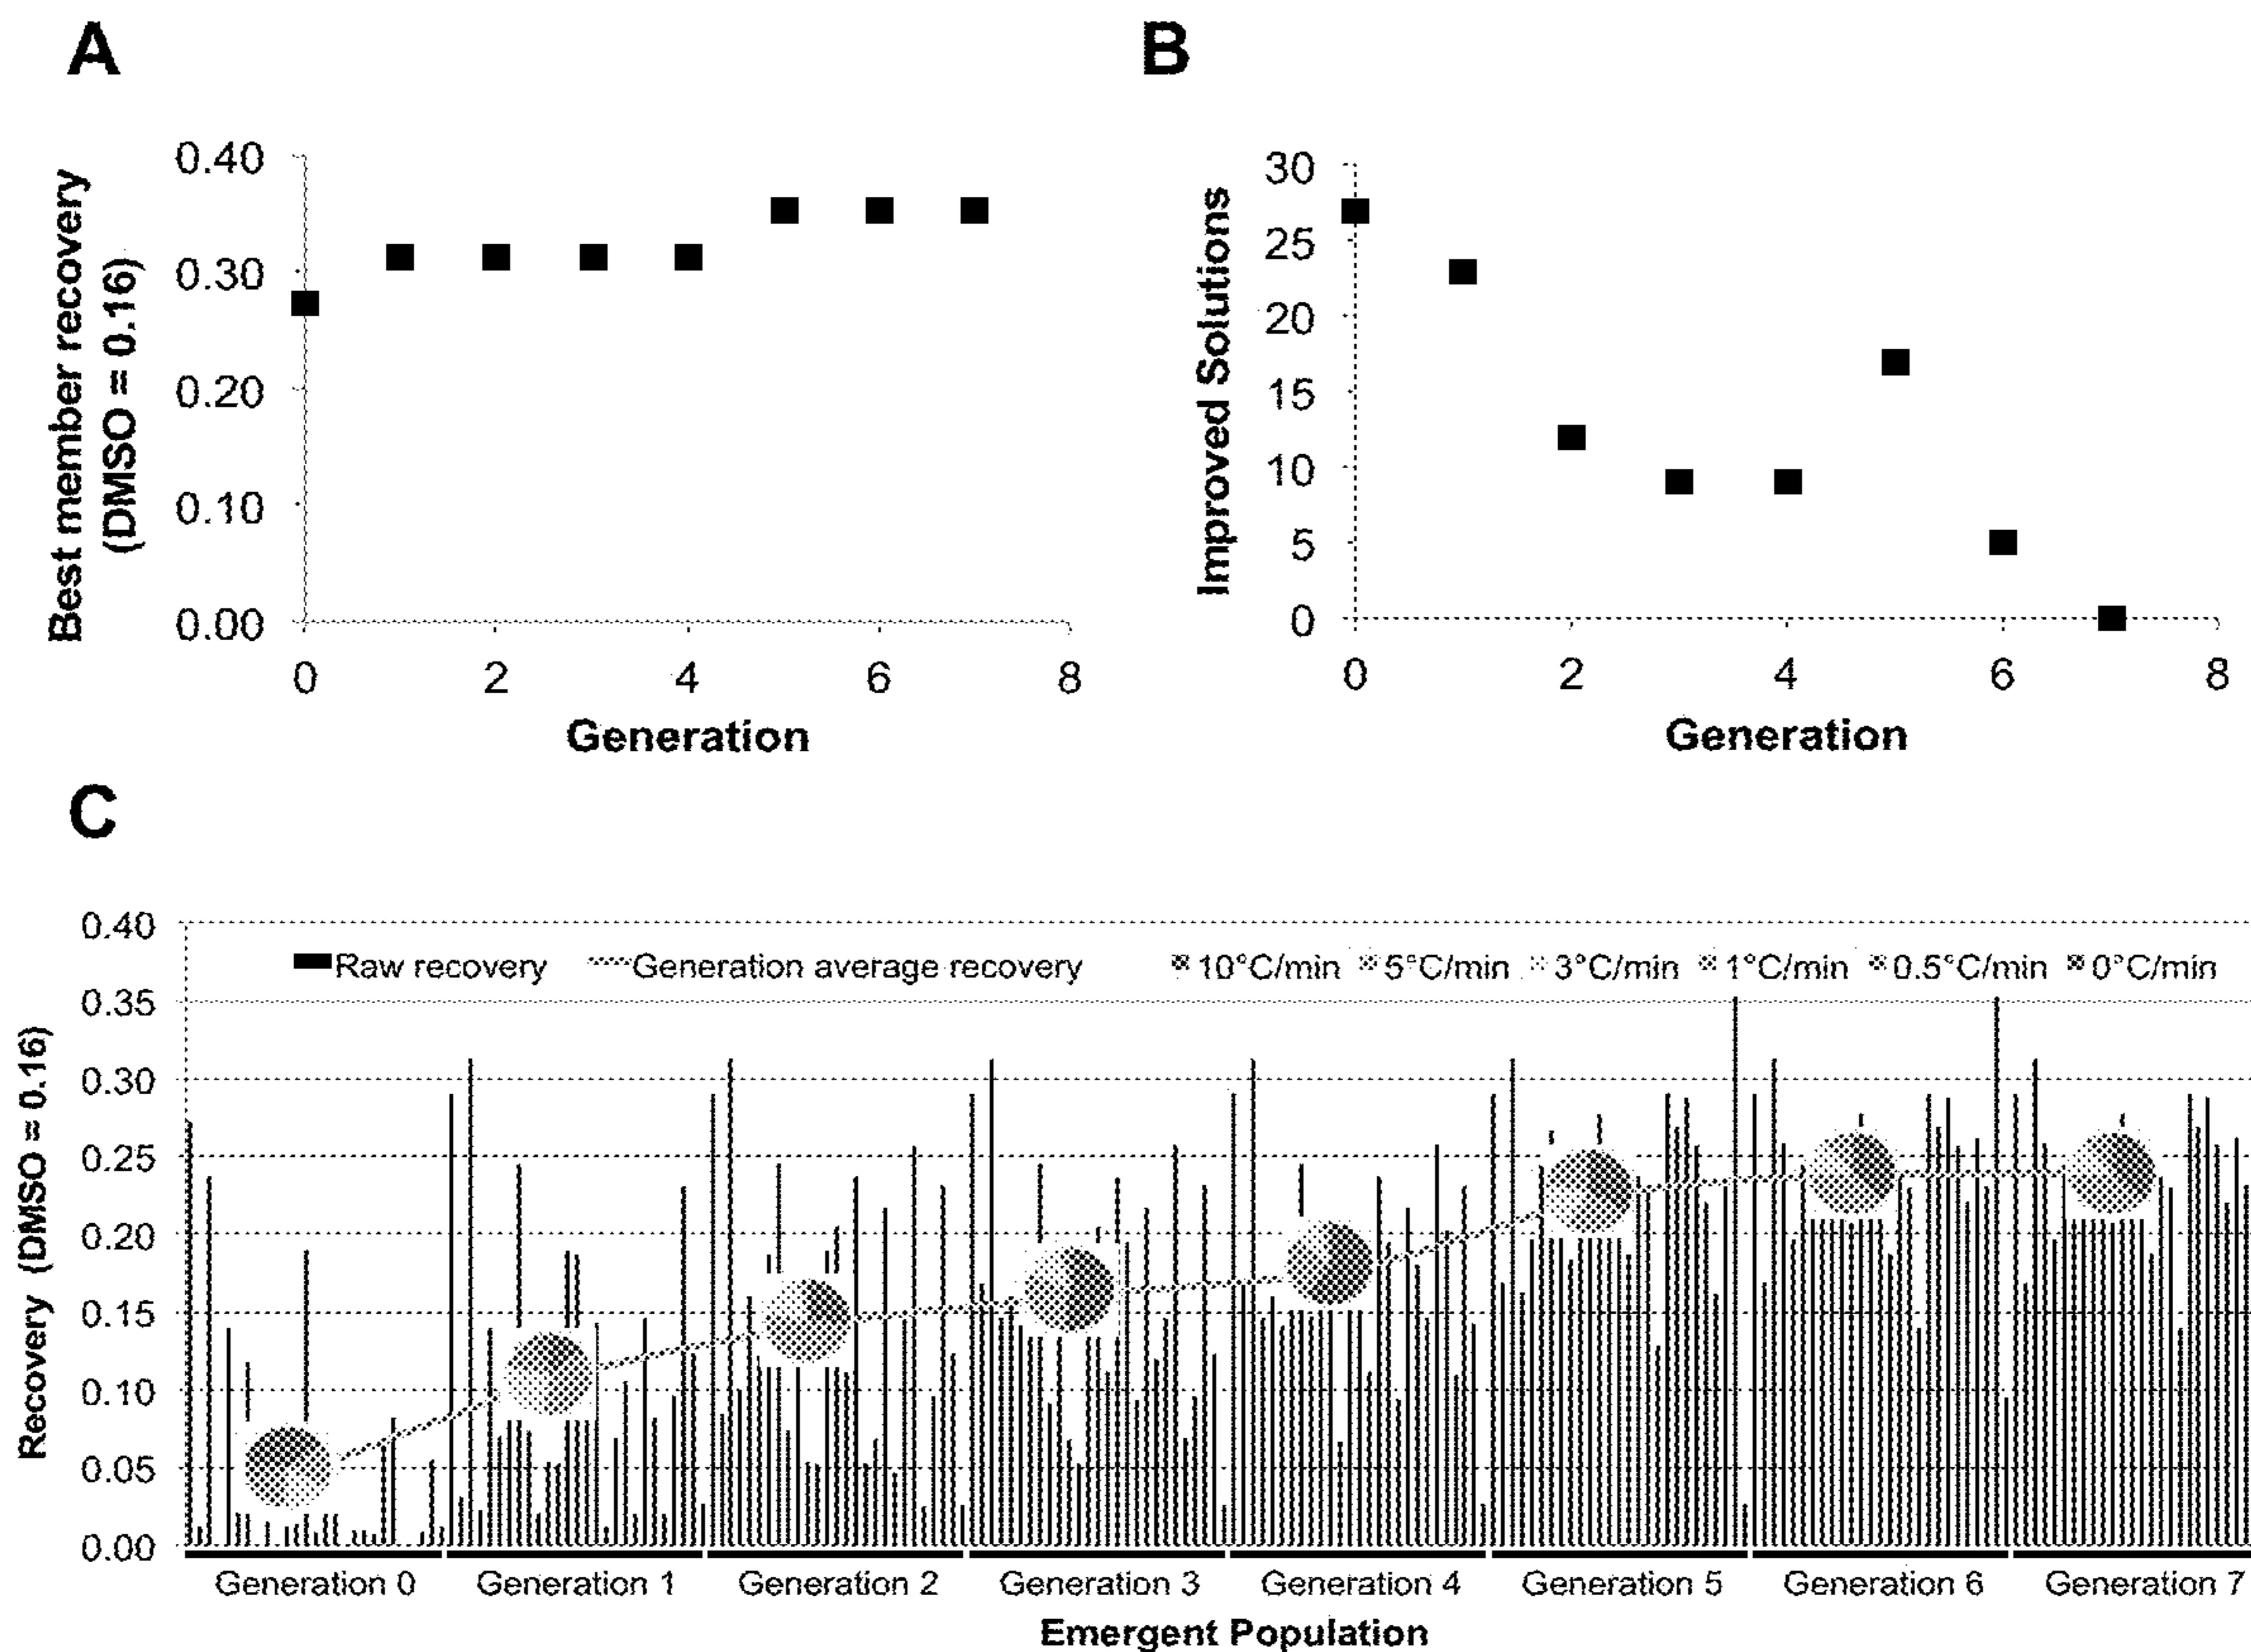 A
Best member recovery
(DMSO = 0.16)
0.40
0.30
0.20
0.10
0.00
0 2 4 6 8
Generation
B
Improved Solutions
30
25
20
15
10
5
0
0 2 4 6 8
Generation
C
Recovery (DMSO = 0.16)
0.40
0.35
0.30
0.25
0.20
0.15
0.10
0.05
0.00
Raw recovery Generation average recovery 10°C/min 5°C/min 3°C/min 1°C/min 0.5°C/min 0°C/min
Generation 0 Generation 1 Generation 2 Generation 3 Generation 4 Generation 5 Generation 6 Generation 7
Emergent Population